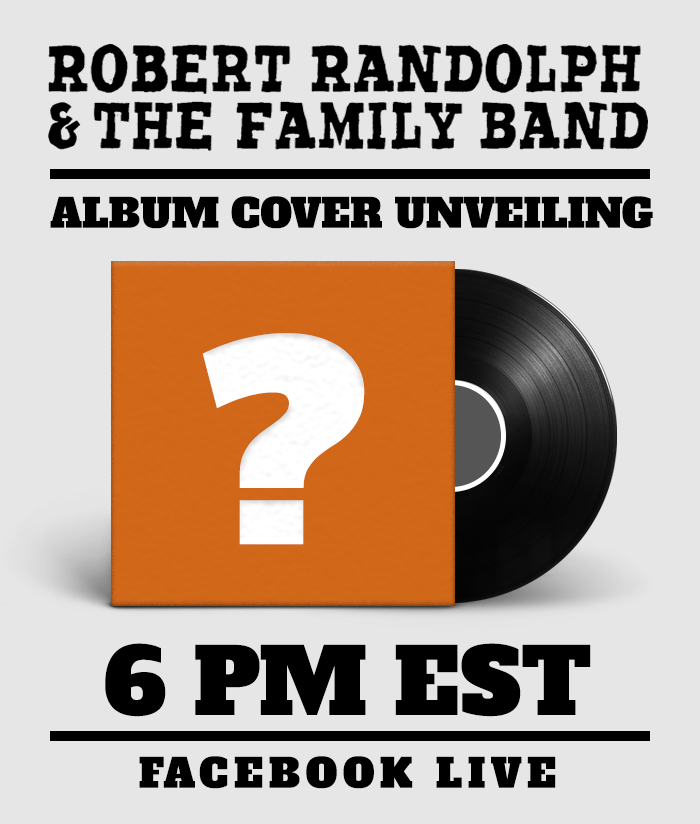 ROBERT RANDOLPH
& THE FAMILY BAND
ALBUM COVER UNVEILING
?
6 PM EST
FACEBOOK LIVE